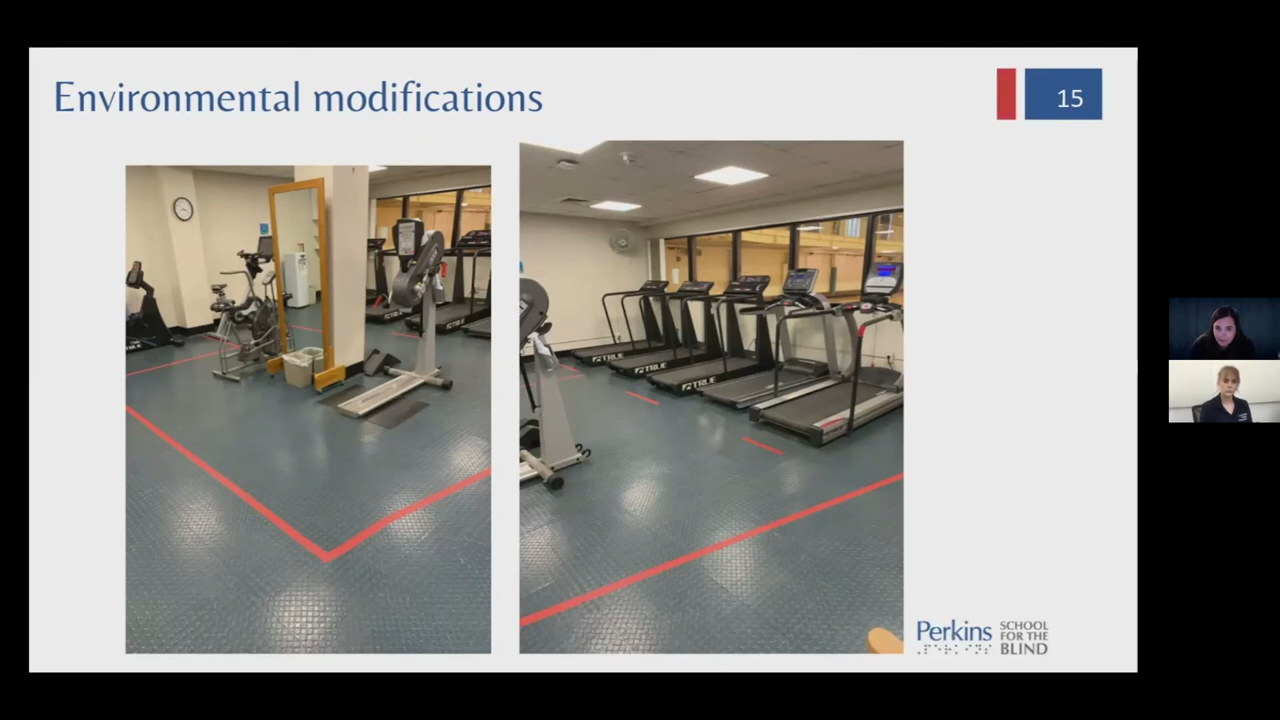 Environmental modifications
15
TRUE
TRUE
TRUE
Perkins
SCHOOL
FOR THE
BLIND
⠠⠏⠑⠗⠅⠊⠝⠎